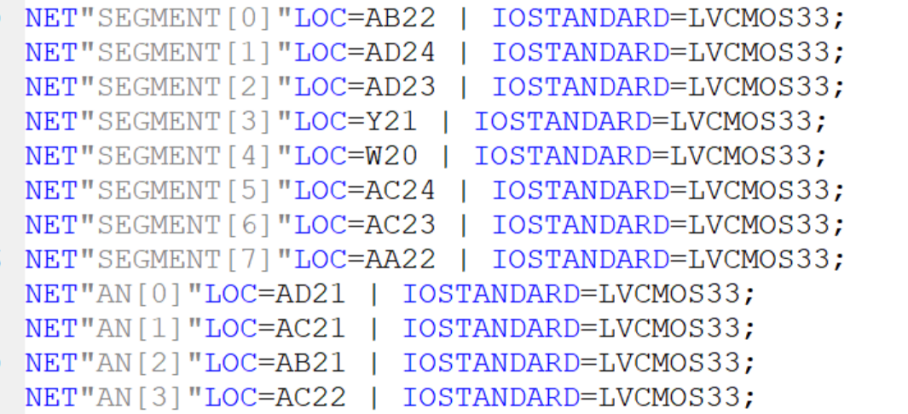 NET"SEGMENT[0]"LOC=AB22 | IOSTANDARD=LVCMOS33;
NET"SEGMENT[1]"LOC=AD24 | IOSTANDARD=LVCMOS33;
NET"SEGMENT[2]"LOC=AD23 | IOSTANDARD=LVCMOS33;
NET"SEGMENT[3]"LOC=Y21 | IOSTANDARD=LVCMOS33;
NET"SEGMENT[4]"LOC=W20 | IOSTANDARD=LVCMOS33;
NET"SEGMENT[5]"LOC=AC24 | IOSTANDARD=LVCMOS33;
NET"SEGMENT[6]"LOC=AC23 | IOSTANDARD=LVCMOS33;
NET"SEGMENT[7]"LOC=AA22 | IOSTANDARD=LVCMOS33;
NET"AN[0]"LOC=AD21 | IOSTANDARD=LVCMOS33;
NET"AN[1]"LOC=AC21 | IOSTANDARD=LVCMOS33;
NET"AN[2]"LOC=AB21 | IOSTANDARD=LVCMOS33;
NET"AN[3]"LOC=AC22 | IOSTANDARD=LVCMOS33;